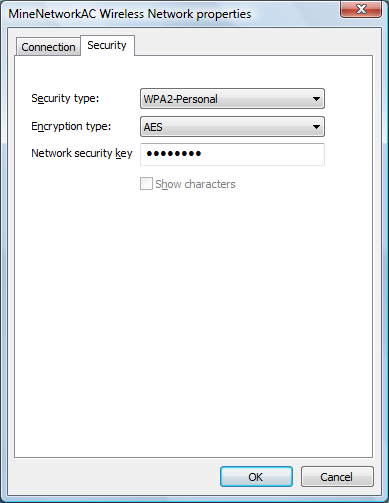 MineNetworkAC Wireless Network properties
Connection
Security
Security type:
WPA2-Personal
Encryption type:
AES
Network security key
●●●●●●●●
Show characters
OK
Cancel